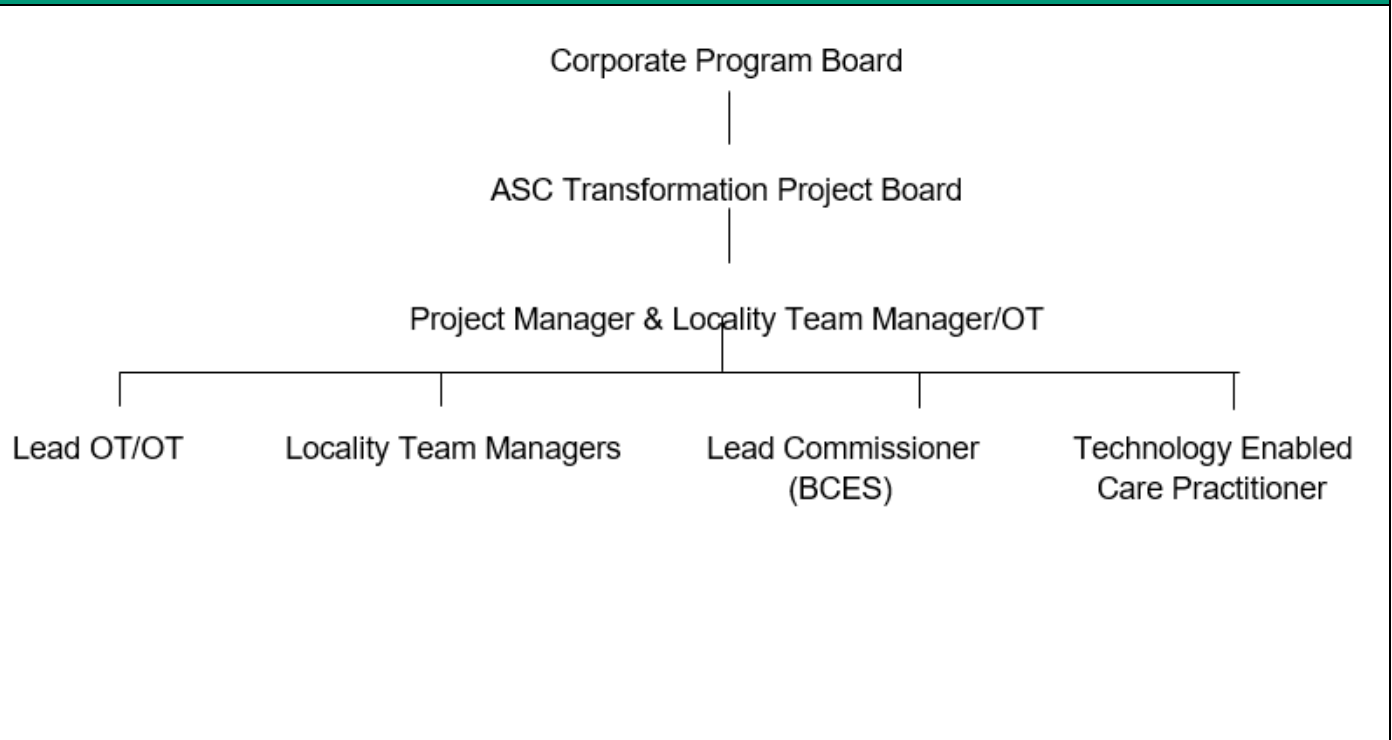 Corporate Program Board
ASC Transformation Project Board
Project Manager & Locality Team Manager/OT
Lead OT/OT
Locality Team Managers
Lead Commissioner
(BCES)
Technology Enabled
Care Practitioner